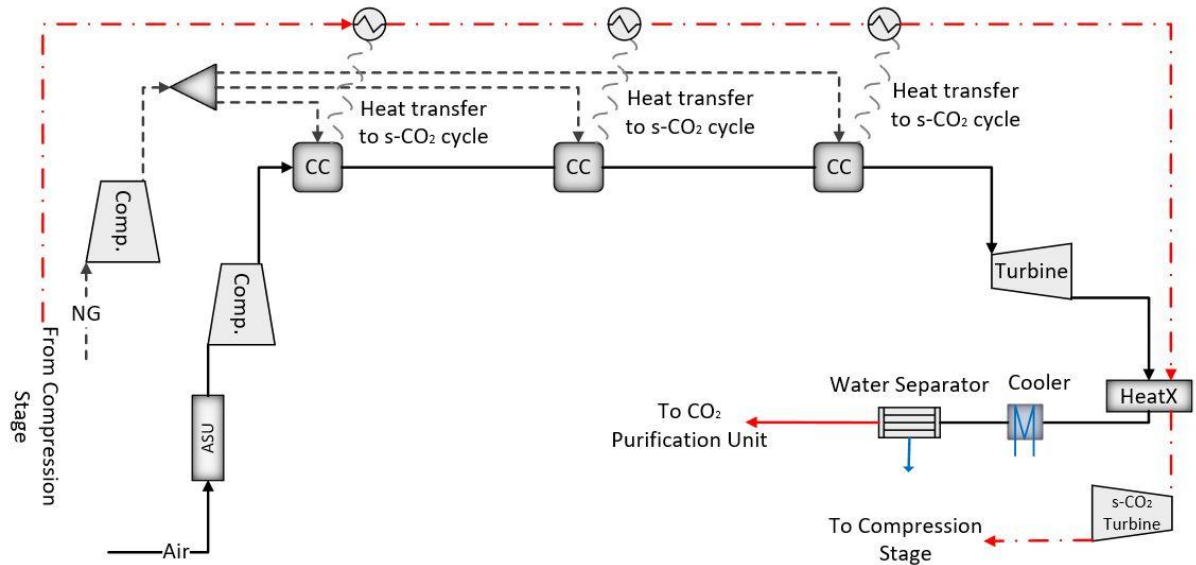 Heat transfer
to s-CO₂ cycle
Heat transfer
to s-CO₂ cycle
Heat transfer
to s-CO₂ cycle
CC
CC
CC
Comp.
NG
Comp.
From Compression
Stage
ASU
Air
Turbine
HeatX
Water Separator
Cooler
To CO₂
Purification Unit
s-CO₂
Turbine
To Compression
Stage